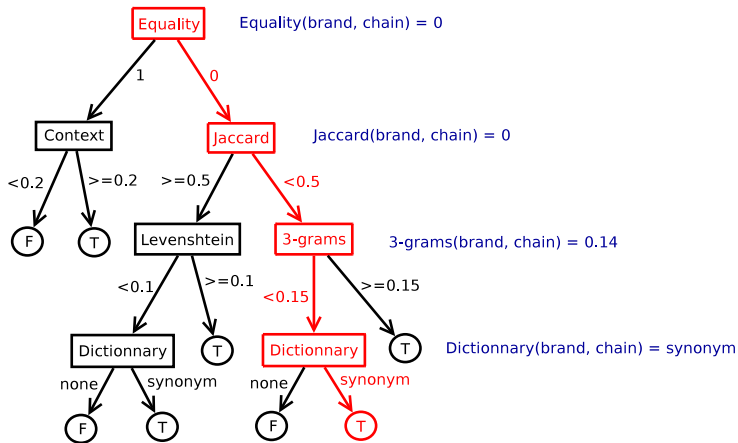 Equality
Equality(brand, chain) = 0
1
0
Context
Jaccard
Jaccard(brand, chain) = 0
<0.2
>=0.2
>=0.5
<0.5
F
T
Levenshtein
3-grams
3-grams(brand, chain) = 0.14
<0.1
>=0.1
<0.15
>=0.15
Dictionnary
T
Dictionnary
T
Dictionnary(brand, chain) = synonym
none
synonym
none
synonym
F
T
F
T